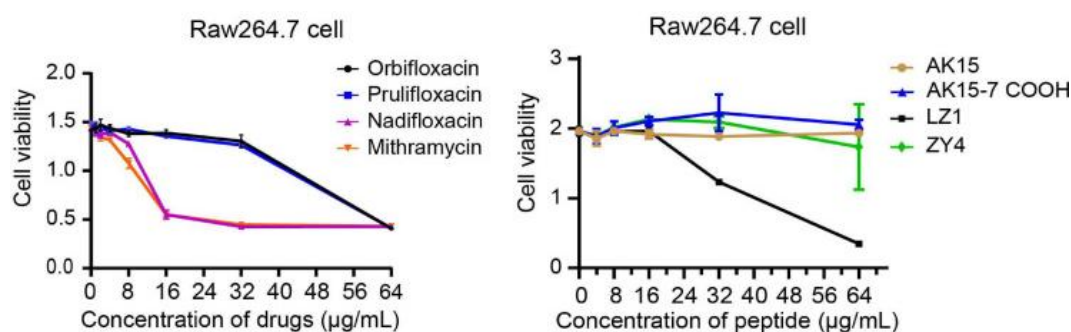 Raw264.7 cell
Cell viability
2.0
1.5
1.0
0.5
0.0
0 8 16 24 32 40 48 56 64
Concentration of drugs (µg/mL)
Orbifloxacin
Prulifloxacin
Nadifloxacin
Mithramycin
Raw264.7 cell
Cell viability
3
2
1
0
0 8 16 24 32 40 48 56 64
Concentration of peptide (µg/mL)
AK15
AK15-7 COOH
LZ1
ZY4